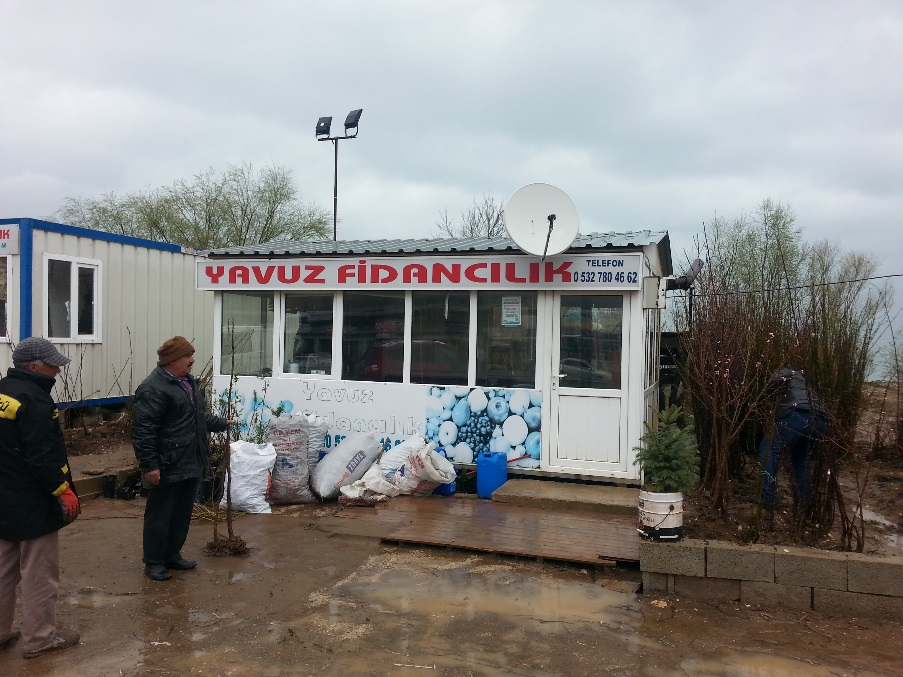 YAVUZ FİDANCILIK
TELEFON
0 532 780 46 62
Yavuz